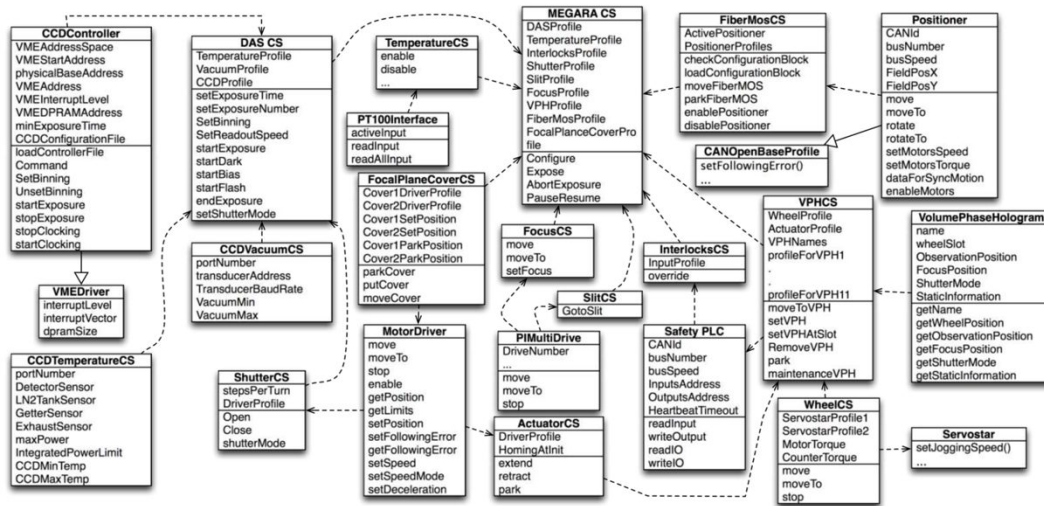 CCDController
VMEAddressSpace
VMEStartAddress
physicalBaseAddress
VMEAddress
VMEInterruptLevel
VMEDPRAMAddress
minExposureTime
CCDConfigurationFile
loadControllerFile
Command
SetBinning
UnsetBinning
startExposure
stopExposure
stopClocking
startClocking
VMEDriver
interruptLevel
interruptVector
dpramSize
CCDTemperatureCS
portNumber
DetectorSensor
LN2TankSensor
GetterSensor
ExhaustSensor
maxPower
IntegratedPowerLimit
CCDMinTemp
CCDMaxTemp
DAS CS
TemperatureProfile
VacuumProfile
CCDProfile
setExposureTime
setExposureNumber
SetBinning
SetReadoutSpeed
startExposure
startDark
startBias
startFlash
endExposure
setShutterMode
CCDVacuumCS
portNumber
transducerAddress
TransducerBaudRate
VacuumMin
VacuumMax
ShutterCS
stepsPerTurn
DriverProfile
Open
Close
shutterMode
TemperatureCS
enable
disable
...
PT100Interface
activeInput
readInput
readAllInput
FocalPlaneCoverCS
Cover1DriverProfile
Cover2DriverProfile
Cover1SetPosition
Cover2SetPosition
Cover1ParkPosition
Cover2ParkPosition
parkCover
putCover
moveCover
MotorDriver
move
moveTo
stop
enable
getPosition
getLimits
setPosition
setFollowingError
getFollowingError
setSpeed
setSpeedMode
setDeceleration
MEGARA CS
DASProfile
TemperatureProfile
InterlocksProfile
ShutterProfile
SlitProfile
FocusProfile
VPHProfile
FiberMosProfile
FocalPlanceCoverPro
file
Configure
Expose
AbortExposure
PauseResume
FocusCS
move
moveTo
setFocus
SlitCS
GotoSlit
PIMultiDrive
DriveNumber
...
move
moveTo
stop
ActuatorCS
DriverProfile
HomingAtInit
extend
retract
park
InterlocksCS
InputProfile
override
Safety PLC
CANId
busNumber
busSpeed
InputsAddress
OutputsAddress
HeartbeatTimeout
readInput
writeOutput
readIO
writeIO
FiberMosCS
ActivePositioner
PositionerProfiles
checkConfigurationBlock
loadConfigurationBlock
moveFiberMOS
parkFiberMOS
enablePositioner
disablePositioner
CANOpenBaseProfile
setFollowingError()
...
Positioner
CANId
busNumber
busSpeed
FieldPosX
FieldPosY
move
moveTo
rotate
rotateTo
setMotorsSpeed
setMotorsTorque
dataForSyncMotion
enableMotors
VPHCS
WheelProfile
ActuatorProfile
VPHNames
profileForVPH1
.
.
profileForVPH11
moveToVPH
setVPH
setVPHAtSlot
RemoveVPH
park
maintenanceVPH
VolumePhaseHologram
name
wheelSlot
ObservationPosition
FocusPosition
ShutterMode
StaticInformation
getName
getWheelPosition
getObservationPosition
getFocusPosition
getShutterMode
getStaticInformation
WheelCS
ServostarProfile1
ServostarProfile2
MotorTorque
CounterTorque
move
moveTo
stop
Servostar
setJoggingSpeed()
...